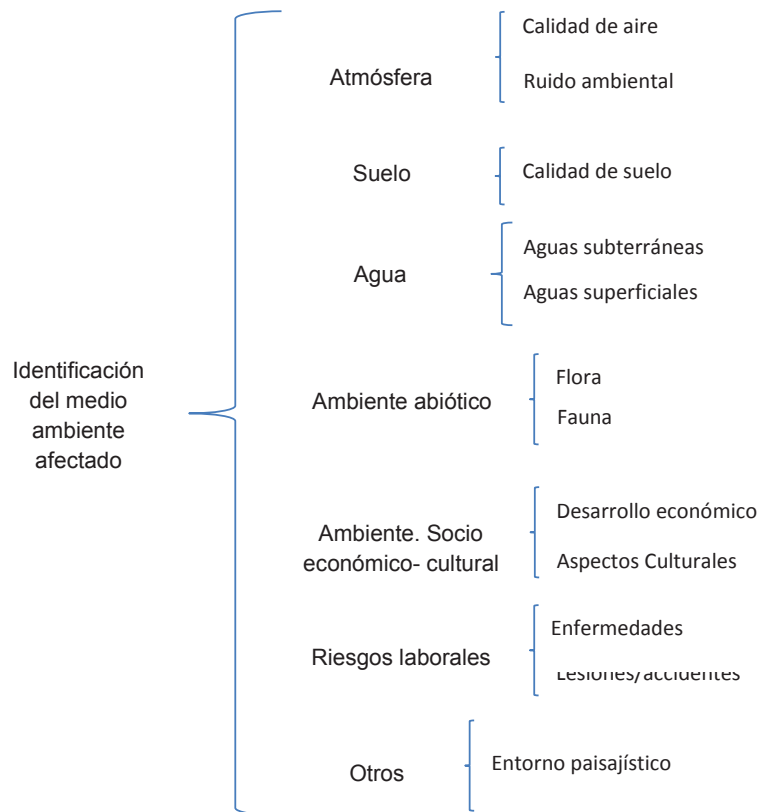 Identificación
del medio
ambiente
afectado
Atmósfera
Calidad de aire
Ruido ambiental
Suelo
Calidad de suelo
Agua
Aguas subterráneas
Aguas superficiales
Ambiente abiótico
Flora
Fauna
Ambiente. Socio
económico- cultural
Desarrollo económico
Aspectos Culturales
Riesgos laborales
Enfermedades
Lesiones/accidentes
Otros
Entorno paisajístico